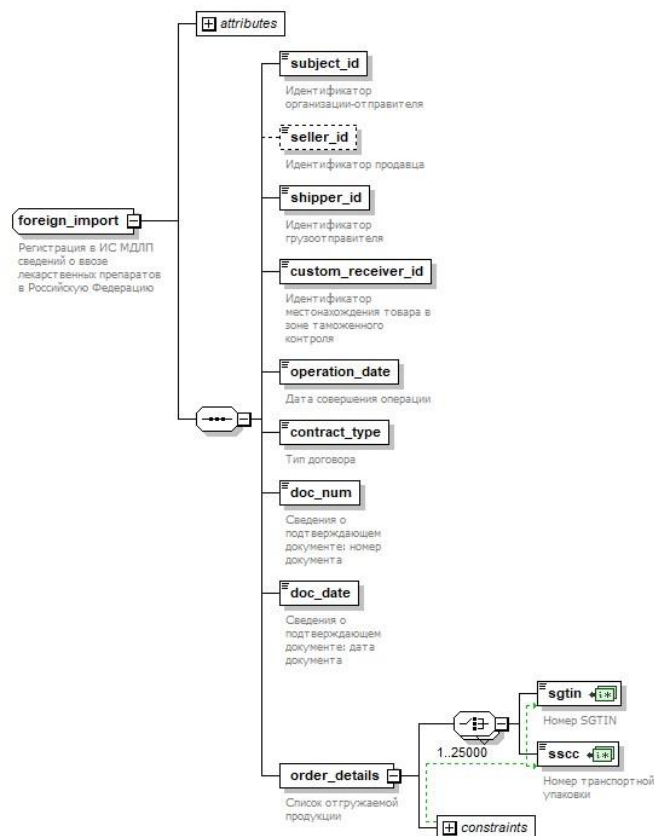 attributes
subject_id
Идентификатор
организации-отправителя
seller_id
Идентификатор продавца
shipper_id
Идентификатор
грузоотправителя
foreign_import
Регистрация в ИС МДЛП
сведений о ввозе
лекарственных препаратов
в Российскую Федерацию
custom_receiver_id
Идентификатор
местонахождения товара в
зоне таможенного
контроля
operation_date
Дата совершения операции
contract_type
Тип договора
doc_num
Сведения о
подтверждающем
документе: номер
документа
doc_date
Сведения о
подтверждающем
документе: дата
документа
order_details
Список отгружаемой
продукции
1..25000
sgtin
Номер SGTIN
sscc
Номер транспортной
упаковки
constraints